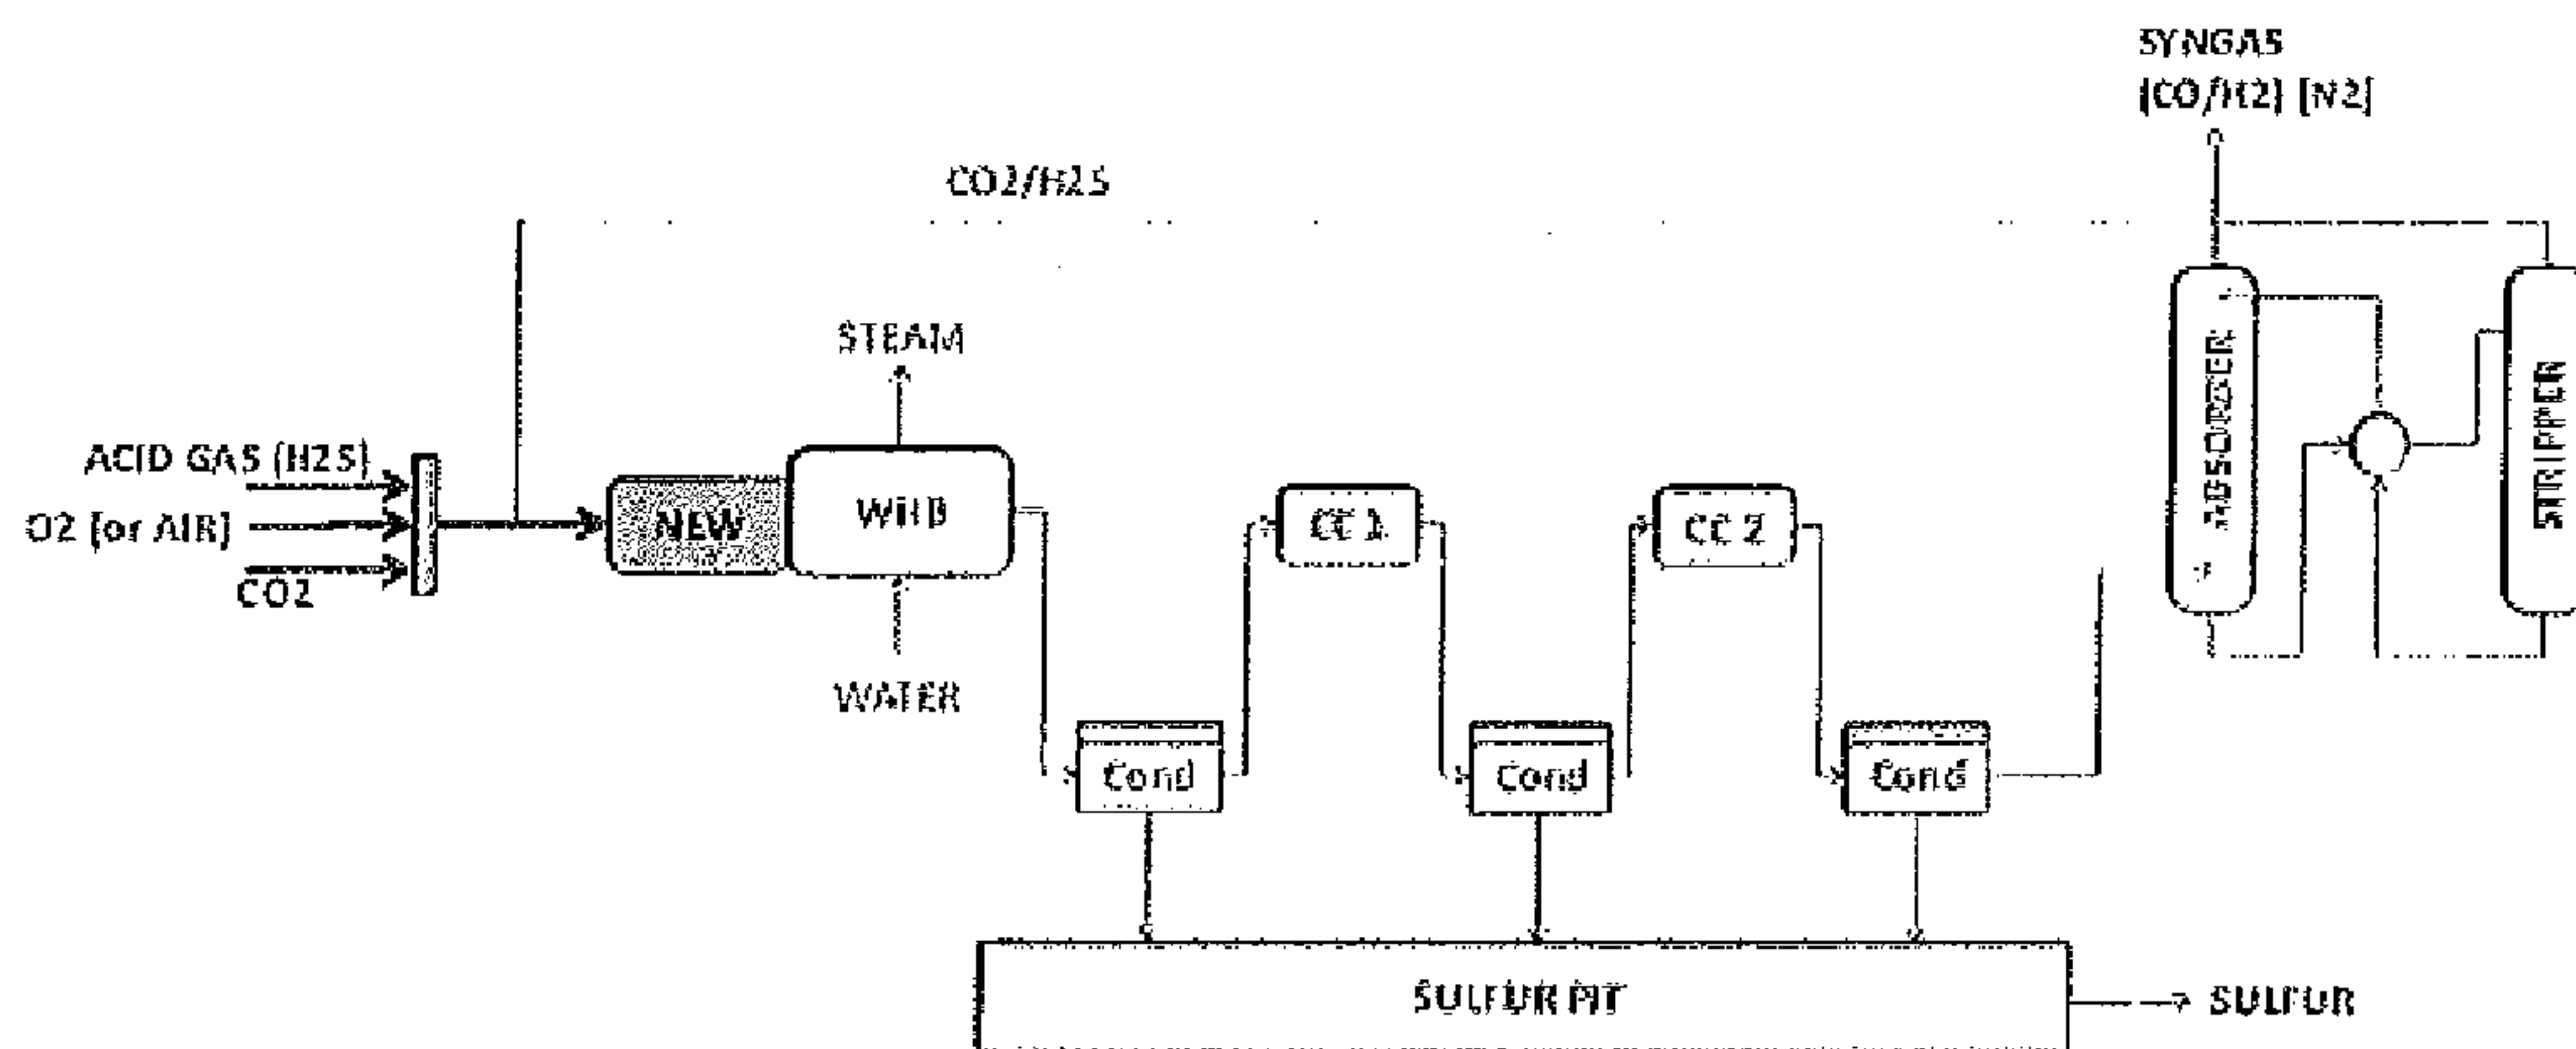 SYNGAS
(CO/H2) [N2]
CO2/H2S
STEAM
ACID GAS (H2S)
O2 [or AIR]
CO2
NEW
WHB
CC 1
CC 2
ABSORBER
STRIPPER
WATER
Cond
Cond
Cond
SULFUR PIT
SULFUR